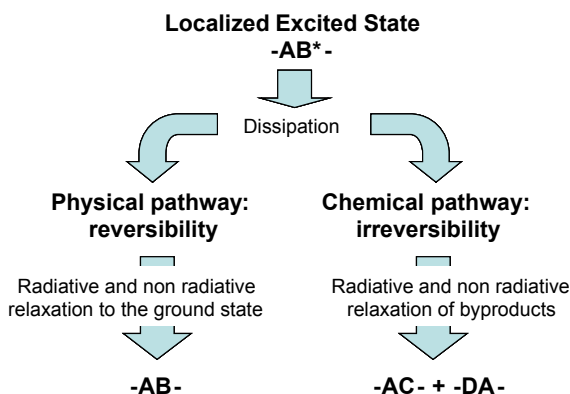 Localized Excited State
-AB*-
Dissipation
Physical pathway:
reversibility
Radiative and non radiative
relaxation to the ground state
-AB-
Chemical pathway:
irreversibility
Radiative and non radiative
relaxation of byproducts
-AC- + -DA-